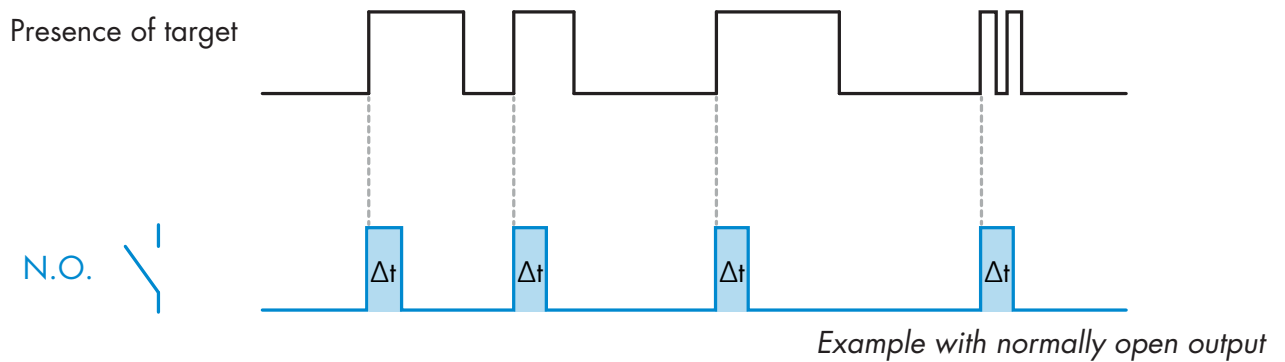 Presence of target
N.O.
Δt Δt Δt Δt
Example with normally open output